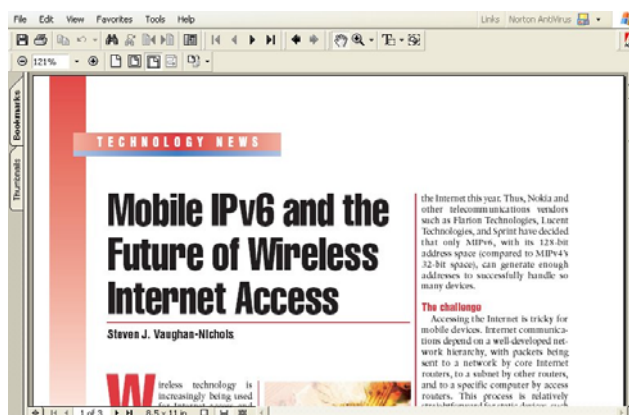 File Edit View Favorites Tools Help
Links Norton AntiVirus
121%
Bookmarks
Thumbnails
TECHNOLOGY NEWS
Mobile IPv6 and the
Future of Wireless
Internet Access
Steven J. Vaughan-Nichols
Wireless technology is
increasingly being used
for Internet access and
the Internet this year. Thus, Nokia and
other telecommunications vendors
such as Flarion Technologies, Lucent
Technologies, and Sprint have decided
that only MIPv6, with its 128-bit
address space (compared to MIPv4's
32-bit space), can generate enough
addresses to successfully handle so
many devices.
The challenge
Accessing the Internet is tricky for
mobile devices. Internet communica-
tions depend on a well-developed net-
work hierarchy, with packets being
sent to a network by core Internet
routers, to a subnet by other routers,
and to a specific computer by access
routers. This process is relatively
1 of 3 8.5 x 11 in